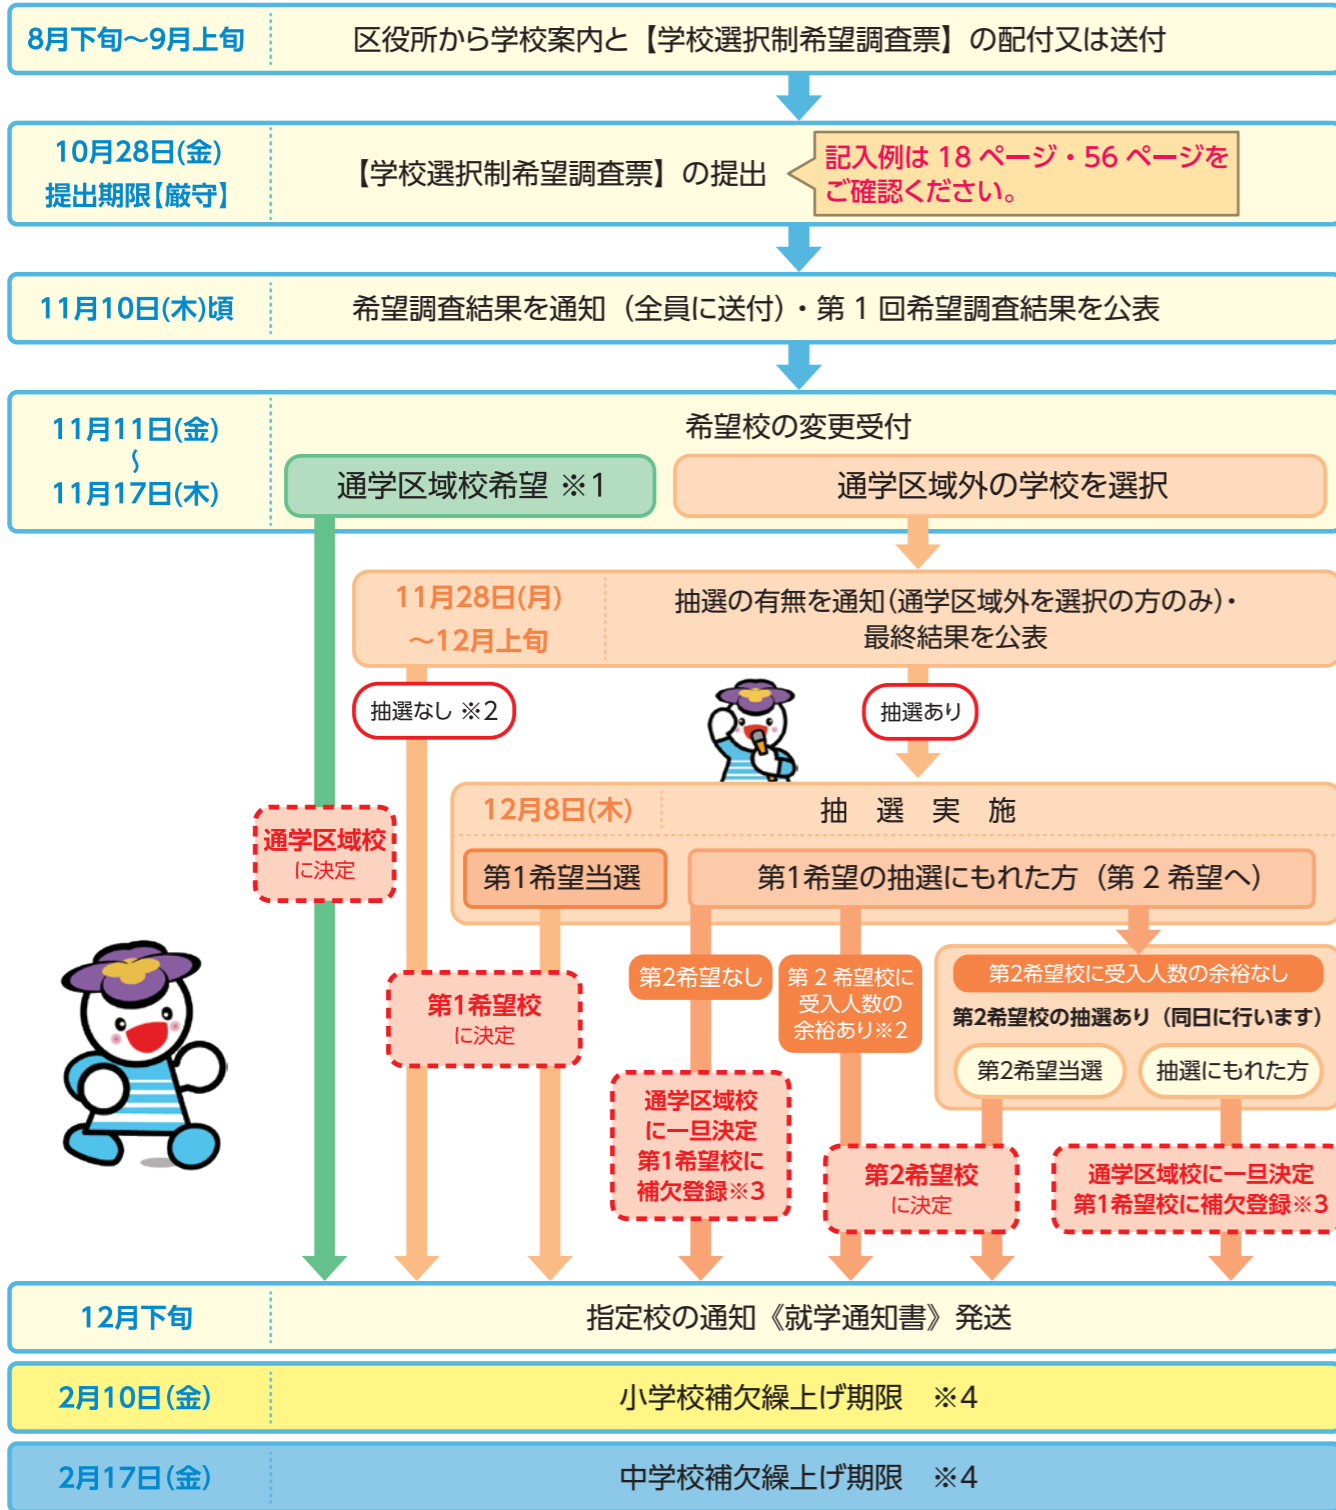 8月下旬～9月上旬
区役所から学校案内と【学校選択制希望調査票】の配付又は送付
10月28日(金)
提出期限【厳守】
【学校選択制希望調査票】の提出
記入例は 18 ページ・56 ページを
ご確認ください。
11月10日(木)頃
希望調査結果を通知（全員に送付）・第 1 回希望調査結果を公表
11月11日(金)
～
11月17日(木)
希望校の変更受付
通学区域校希望 ※1
通学区域外の学校を選択
11月28日(月)
～12月上旬
抽選の有無を通知(通学区域外を選択の方のみ)・
最終結果を公表
抽選なし ※2
抽選あり
12月8日(木)
抽 選 実 施
通学区域校
に決定
第1希望当選
第1希望の抽選にもれた方（第 2 希望へ）
第1希望校
に決定
第2希望なし
第 2 希望校に
受入人数の
余裕あり※2
第2希望校に受入人数の余裕なし
第2希望校の抽選あり（同日に行います）
第2希望当選
抽選にもれた方
通学区域校
に一旦決定
第1希望校に
補欠登録※3
第2希望校
に決定
通学区域校に一旦決定
第1希望校に補欠登録※3
12月下旬
指定校の通知《就学通知書》発送
2月10日(金)
小学校補欠繰上げ期限 ※4
2月17日(金)
中学校補欠繰上げ期限 ※4